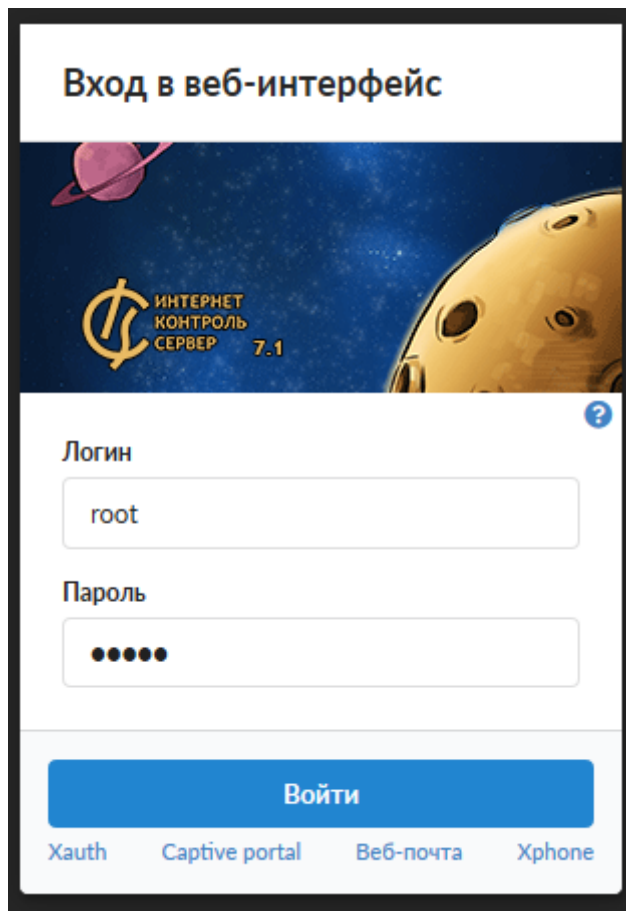 Вход в веб-интерфейс
ИНТЕРНЕТ
КОНТРОЛЬ
СЕРВЕР 7.1
?
Логин
root
Пароль
•••••
Войти
Xauth Captive portal Веб-почта Xphone